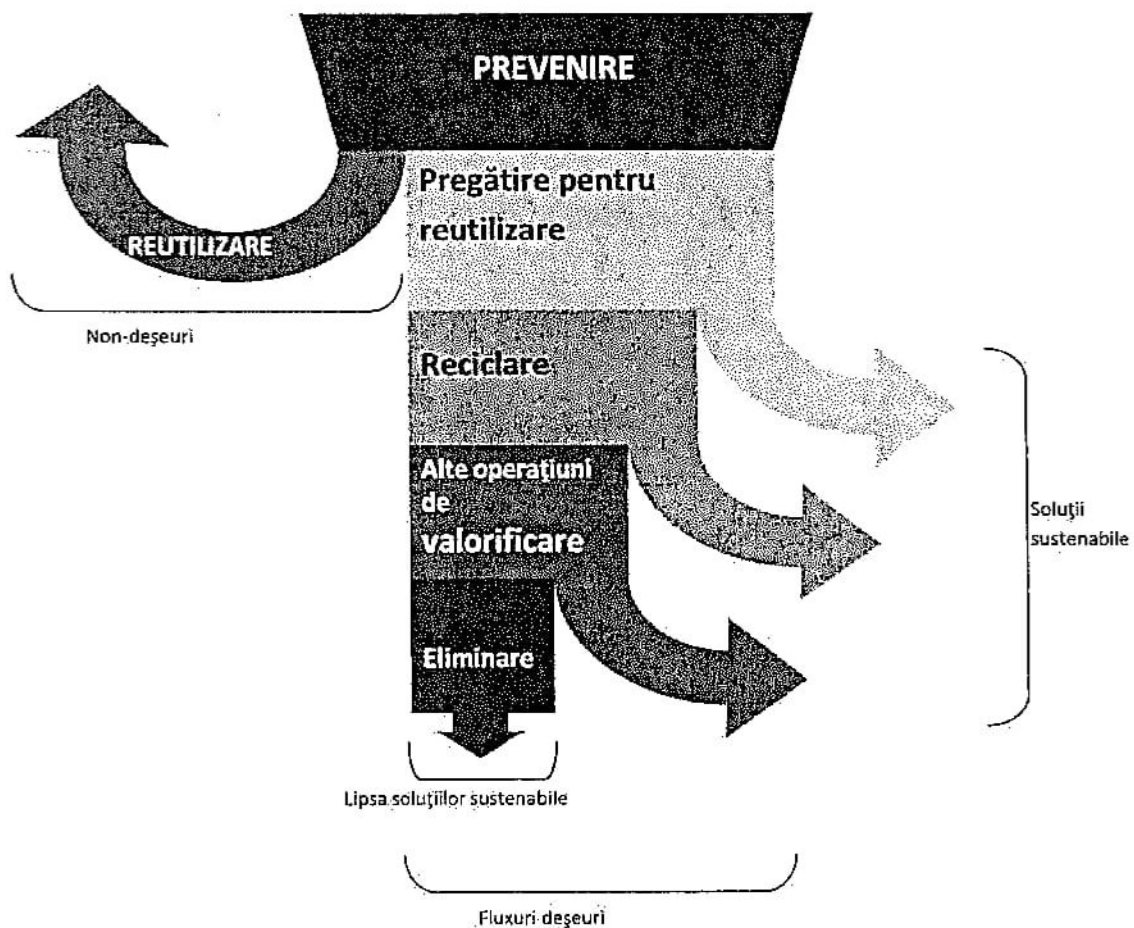 PREVENIRE
Pregătire pentru
reutilizare
REUTILIZARE
Non-deşeuri
Reciclare
Alte operaţiuni
de
valorificare
Soluţii
sustenabile
Eliminare
Lipsa soluţiilor sustenabile
Fluxuri deşeuri